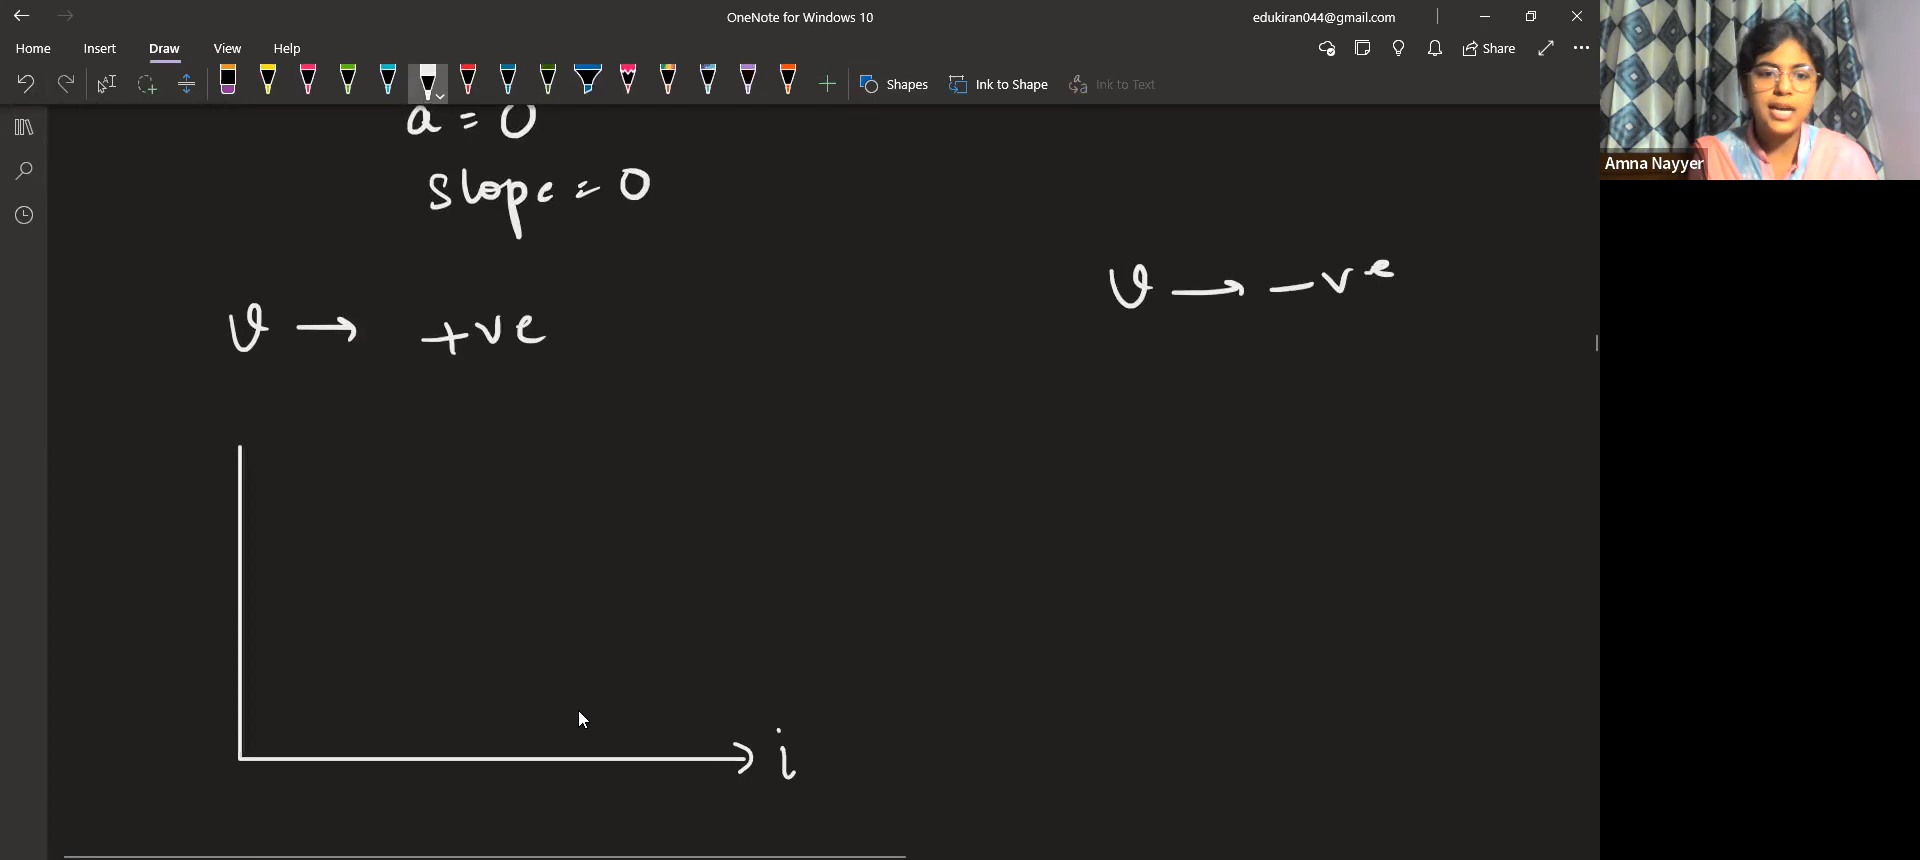 OneNote for Windows 10
edukiran044@gmail.com
Home Insert Draw View Help
Share
Shapes Ink to Shape Ink to Text
Amna Nayyer
a = 0
slope = 0
v → +ve
v → -ve
i